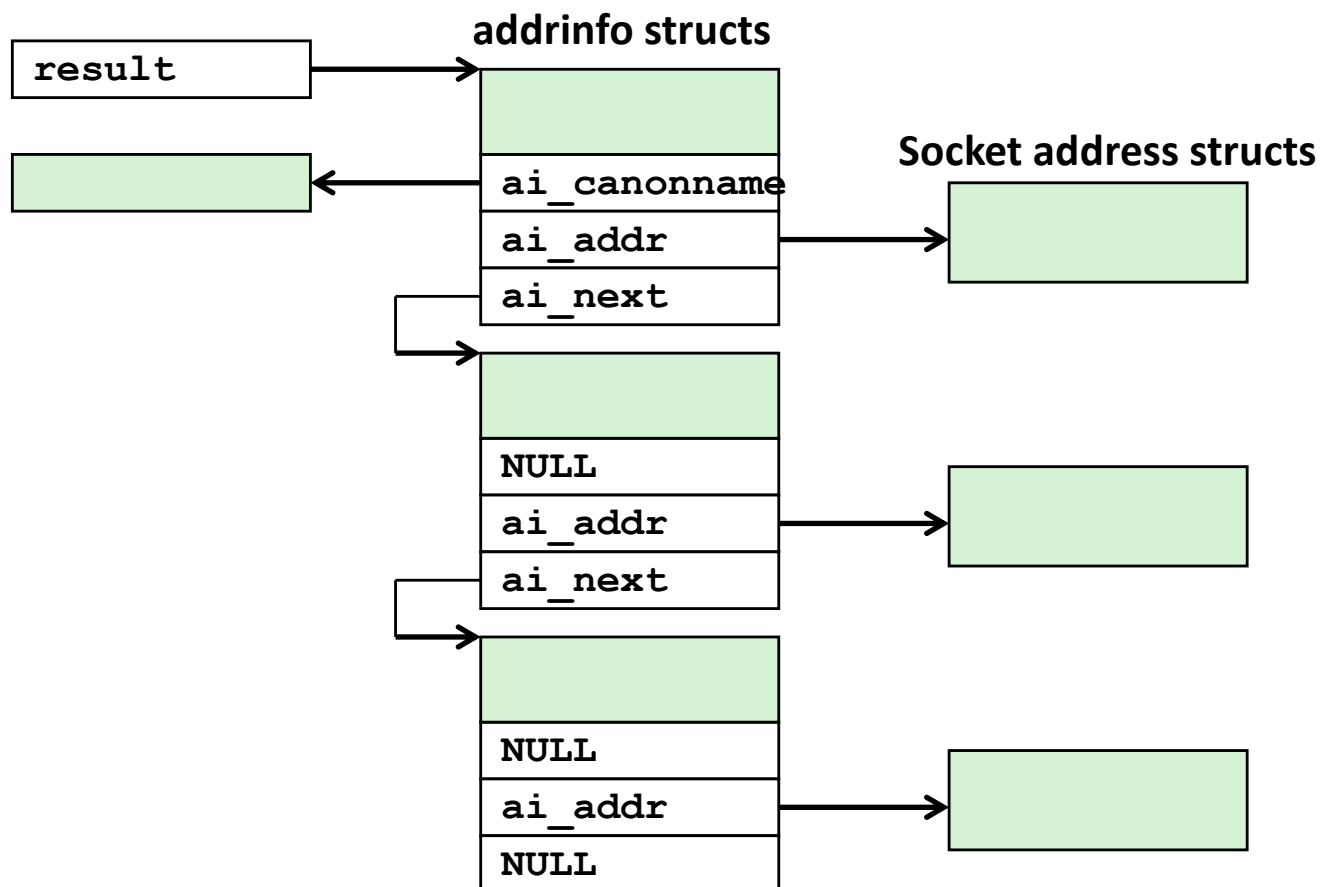 addrinfo structs
result
Socket address structs
ai_canonname
ai_addr
ai_next
NULL
ai_addr
ai_next
NULL
ai_addr
NULL